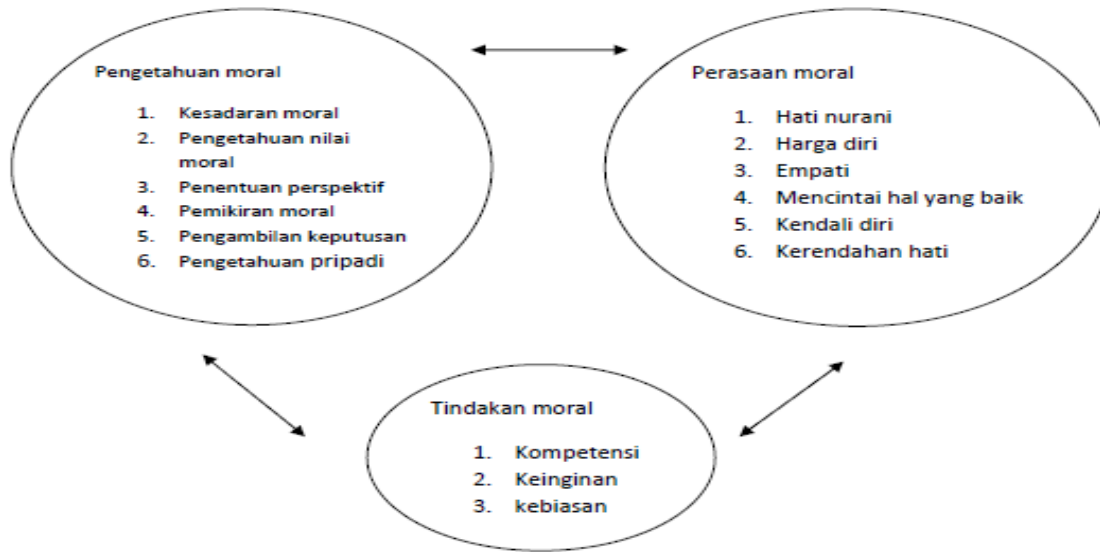 Pengetahuan moral
1. Kesadaran moral
2. Pengetahuan nilai
moral
3. Penentuan perspektif
4. Pemikiran moral
5. Pengambilan keputusan
6. Pengetahuan pripadi
Perasaan moral
1. Hati nurani
2. Harga diri
3. Empati
4. Mencintai hal yang baik
5. Kendali diri
6. Kerendahan hati
Tindakan moral
1. Kompetensi
2. Keinginan
3. kebiasan